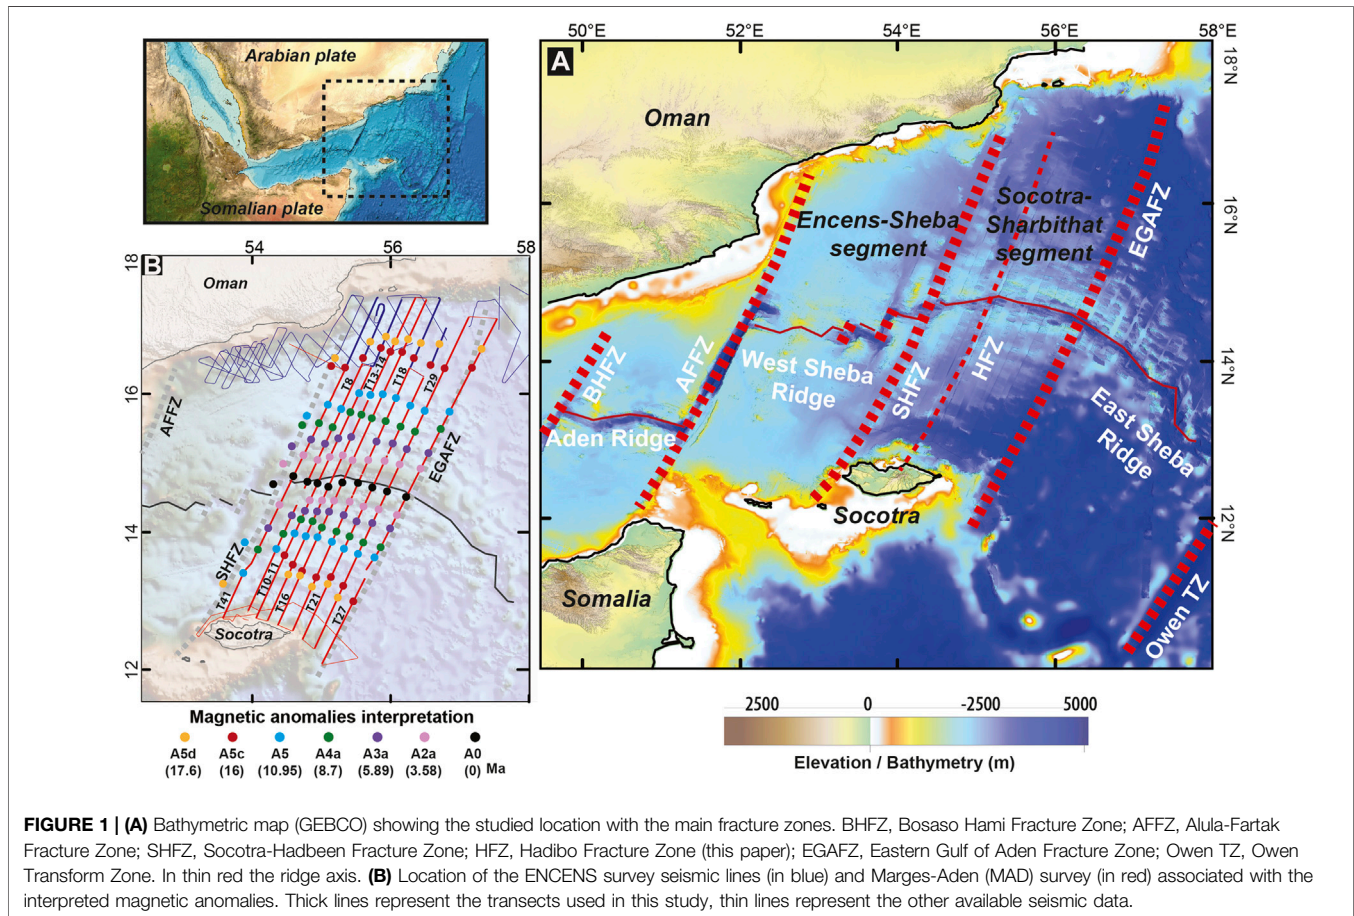 Arabian plate
Somalian plate
50°E 52°E 54°E 56°E 58°E
A
18°N
16°N
14°N
12°N
Oman
Encens-Sheba
segment
Socotra-
Sharbithat
segment
EGAFZ
BHFZ
AFFZ
West Sheba
Ridge
SHFZ
HFZ
Aden Ridge
East Sheba
Ridge
Socotra
Somalia
Owen TZ
2500 0 -2500 5000
Elevation / Bathymetry (m)
54 56 58
B
18
16
14
12
Oman
AFFZ
T8
T13-14
T18
T29
EGAFZ
SHFZ
T41
T10-11
T16
T21
T27
Socotra
Magnetic anomalies interpretation
A5d A5c A5 A4a A3a A2a A0
(17.6) (16) (10.95) (8.7) (5.89) (3.58) (0) Ma
FIGURE 1 | (A) Bathymetric map (GEBCO) showing the studied location with the main fracture zones. BHFZ, Bosaso Hami Fracture Zone; AFFZ, Alula-Fartak
Fracture Zone; SHFZ, Socotra-Hadbeen Fracture Zone; HFZ, Hadibo Fracture Zone (this paper); EGAFZ, Eastern Gulf of Aden Fracture Zone; Owen TZ, Owen
Transform Zone. In thin red the ridge axis. (B) Location of the ENCENS survey seismic lines (in blue) and Marges-Aden (MAD) survey (in red) associated with the
interpreted magnetic anomalies. Thick lines represent the transects used in this study, thin lines represent the other available seismic data.